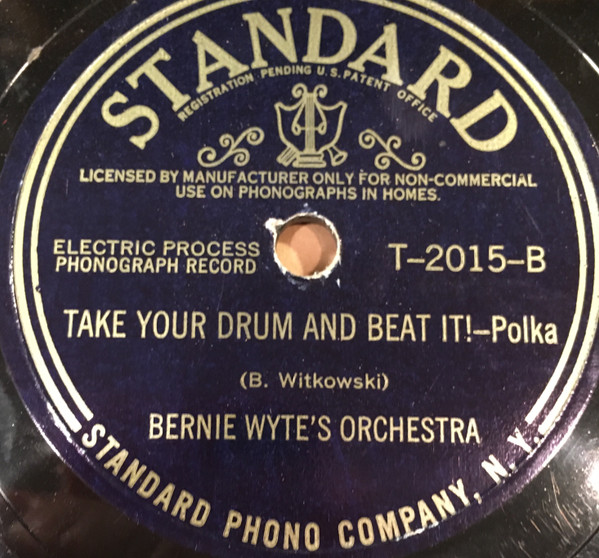 STANDARD
REGISTRATION PENDING U.S. PATENT OFFICE
LICENSED BY MANUFACTURER ONLY FOR NON-COMMERCIAL
USE ON PHONOGRAPHS IN HOMES.
ELECTRIC PROCESS
PHONOGRAPH RECORD
T-2015-B
TAKE YOUR DRUM AND BEAT IT!-Polka
(B. Witkowski)
BERNIE WYTE'S ORCHESTRA
STANDARD PHONO COMPANY, N. Y.